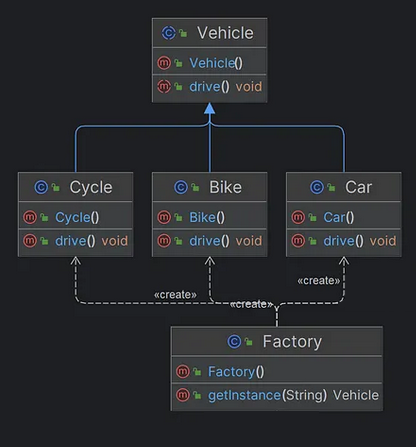 Vehicle
Vehicle()
drive() void
Cycle
Cycle()
drive() void
Bike
Bike()
drive() void
Car
Car()
drive() void
«create»
«create»
«create»
Factory
Factory()
getInstance(String) Vehicle